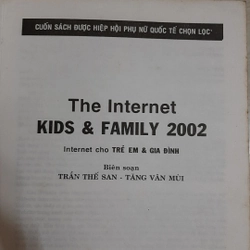 CUỐN SÁCH ĐƯỢC HIỆP HỘI PHỤ NỮ QUỐC TẾ CHỌN LỌC
The Internet
KIDS & FAMILY 2002
Internet cho TRẺ EM & GIA ĐÌNH
Biên soạn
TRẦN THẾ SAN - TĂNG VĂN MÙI